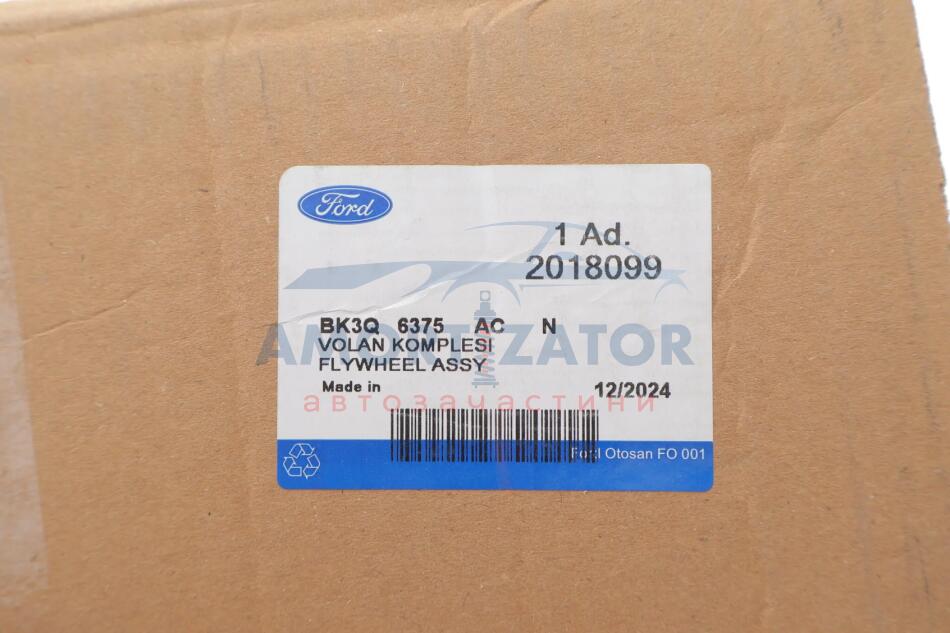 Ford
1 Ad.
2018099
BK3Q 6375 AC N
VOLAN KOMPLESI
AMORTIZATOR
FLYWHEEL ASSY
Made in
12/2024
автозачастини
Ford Otosan FO 001